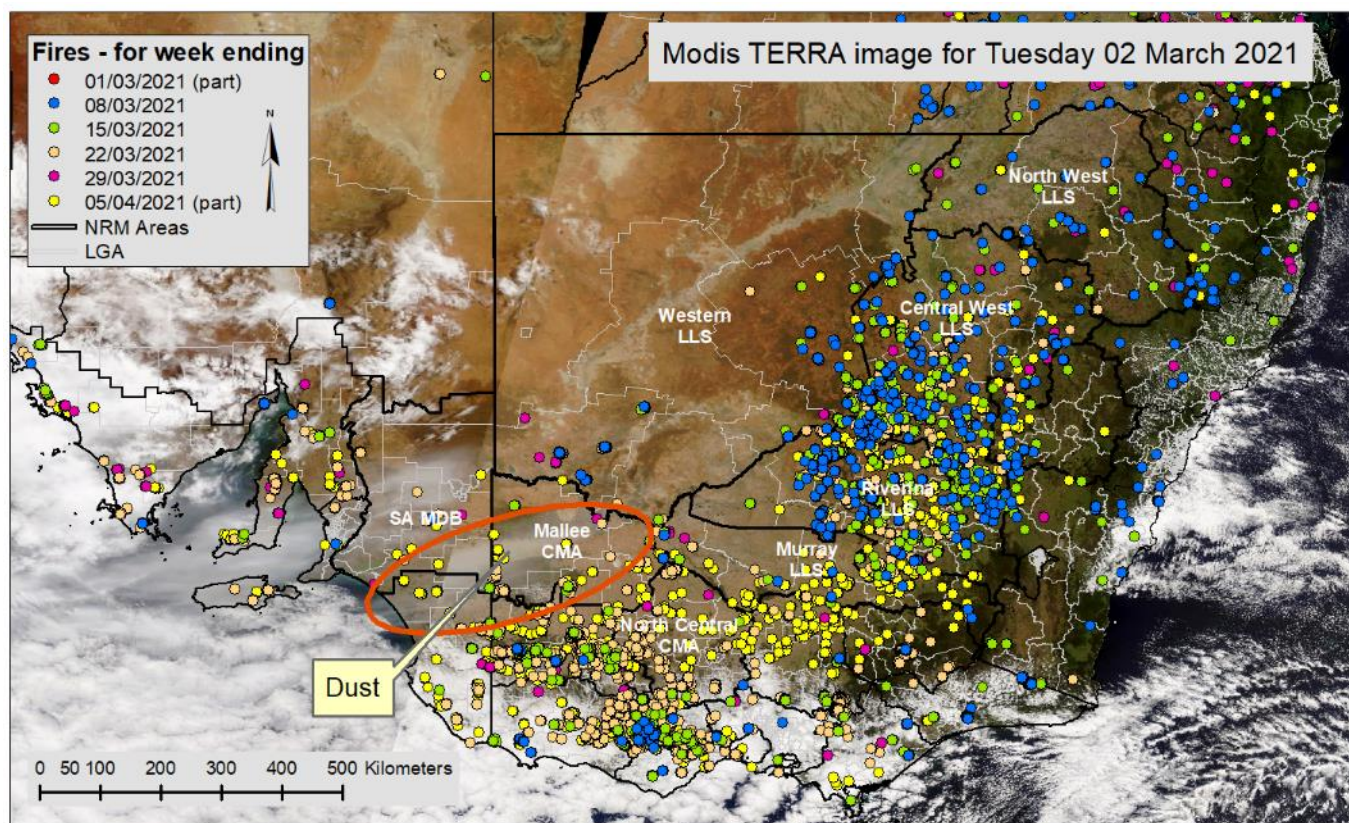 Fires - for week ending
01/03/2021 (part)
08/03/2021
15/03/2021
22/03/2021
29/03/2021
05/04/2021 (part)
NRM Areas
LGA
N
Modis TERRA image for Tuesday 02 March 2021
North West
LLS
Western
LLS
Central West
LLS
SA MDB
Mallee
CMA
Riverina
LLS
Murray
LLS
North Central
CMA
Dust
0 50 100 200 300 400 500 Kilometers